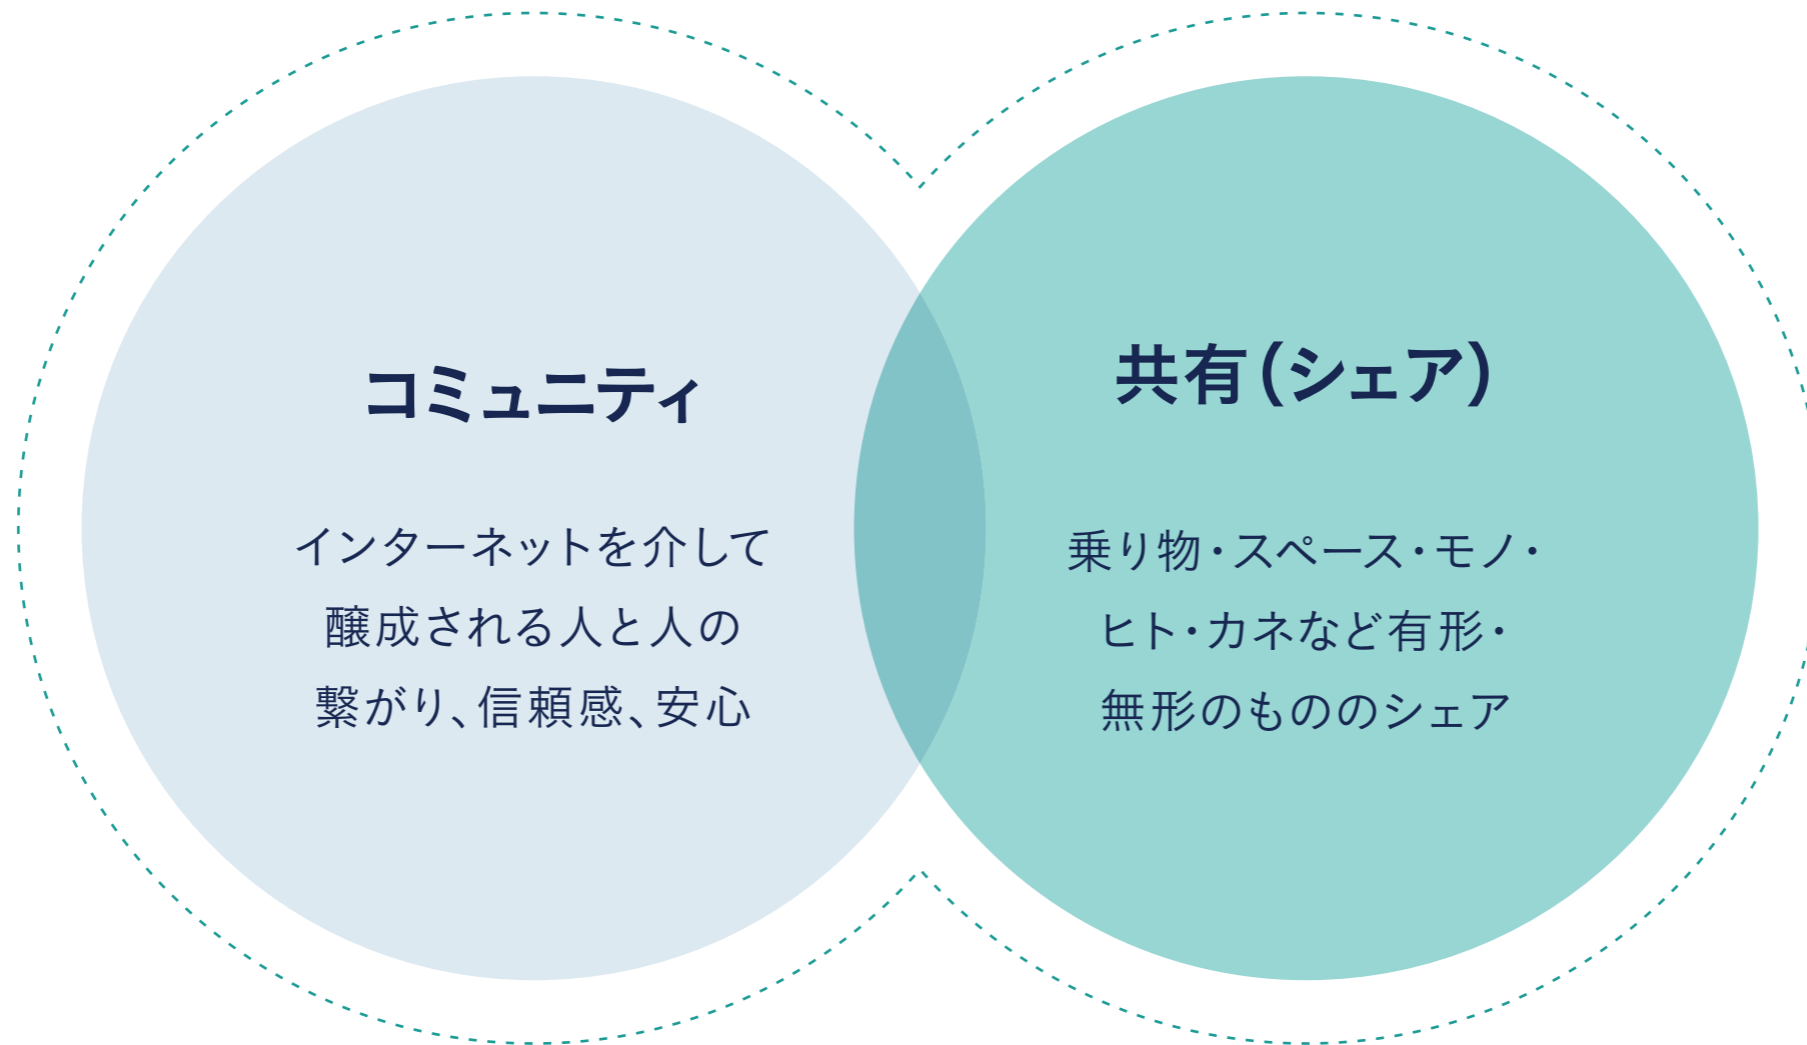 コミュニティ
インターネットを介して
醸成される人と人の
繋がり、信頼感、安心
共有(シェア)
乗り物・スペース・モノ・
ヒト・カネなど有形・
無形のもののシェア